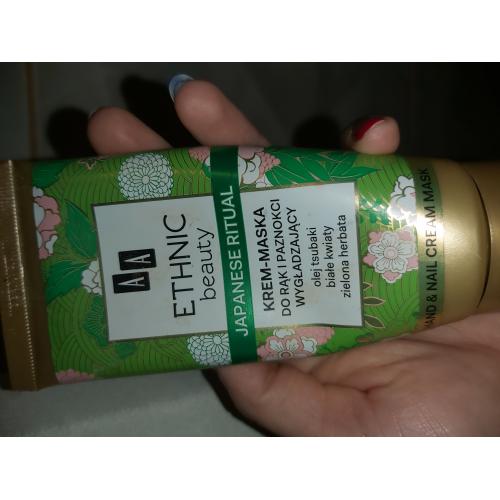 AA
ETHNIC
beauty
JAPANESE RITUAL
KREM-MASKA
DO RĄK I PAZNOKCI
WYGŁADZAJĄCY
olej tsubaki
białe kwiaty
zielona herbata
HAND & NAIL CREAM MASK